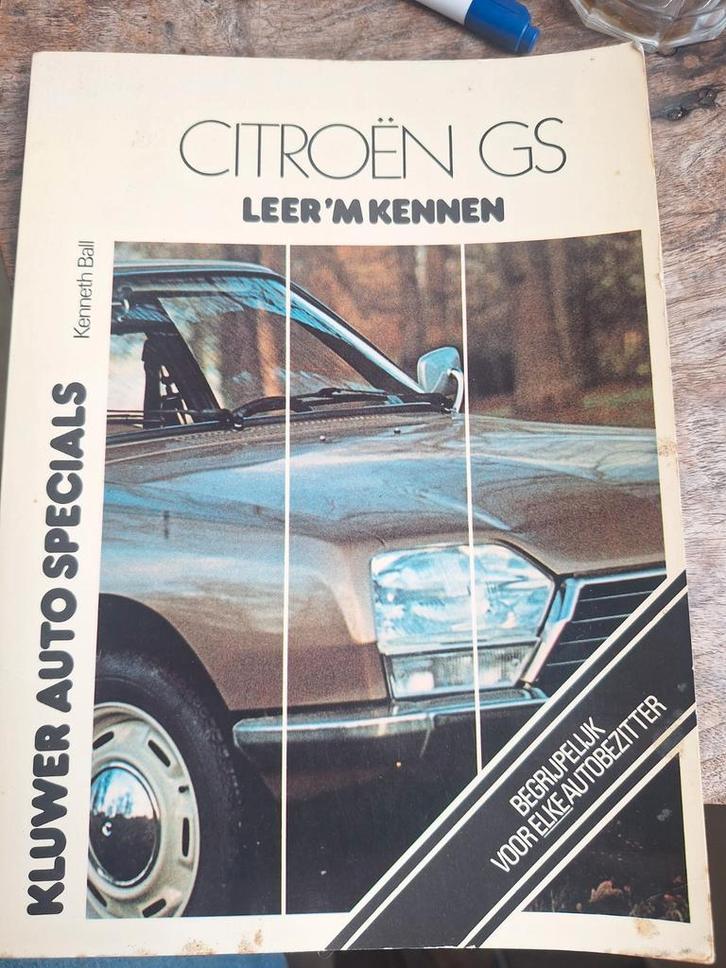 CITROËN GS
LEER 'M KENNEN
Kenneth Ball
KLUWER AUTO SPECIALS
BEGRIJPELIJK
VOOR ELKE AUTOBEZITTER